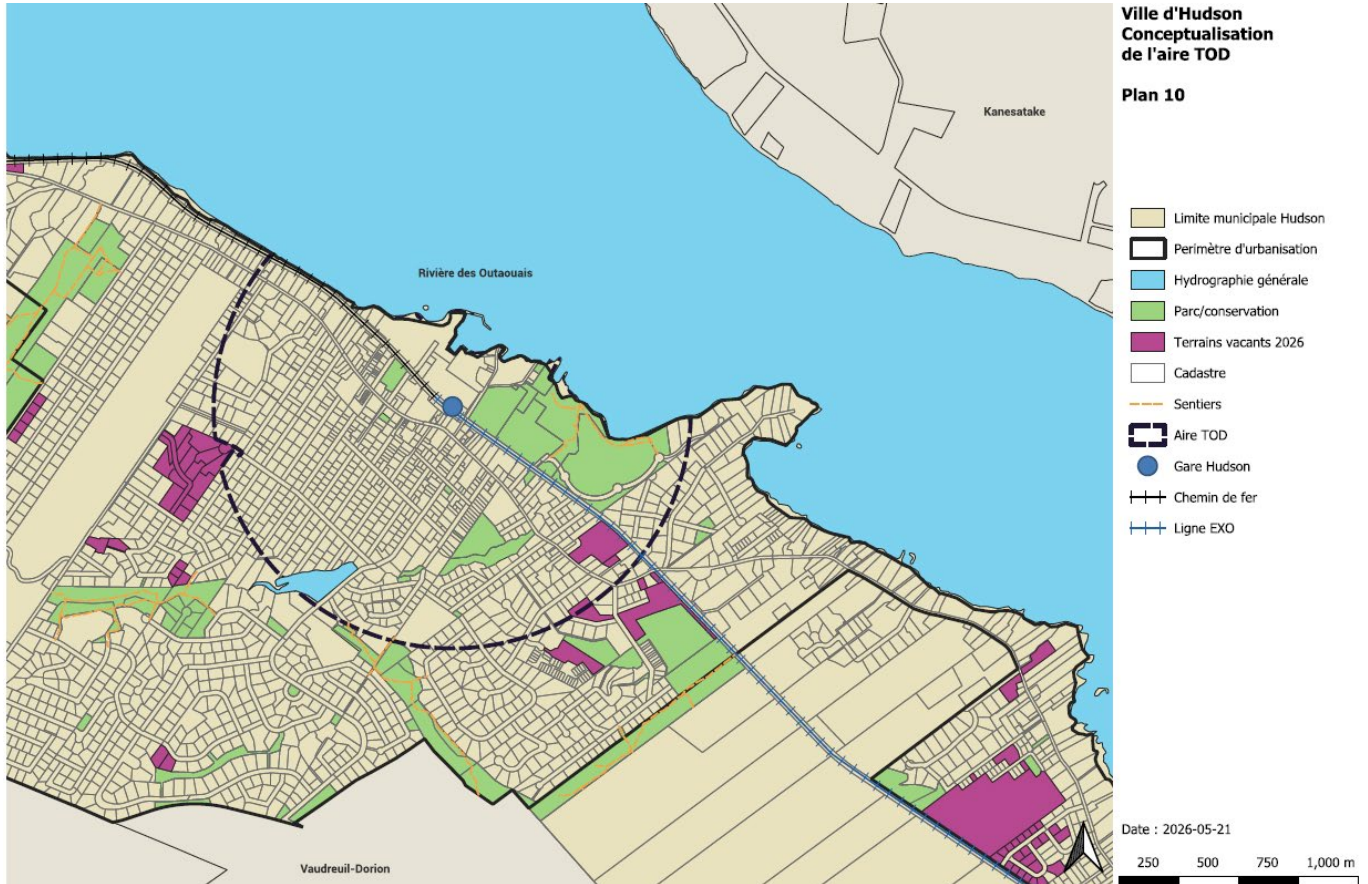 Ville d'Hudson
Conceptualisation
de l'aire TOD
Plan 10
Kanesatake
Rivière des Outaouais
Vaudreuil-Dorion
Limite municipale Hudson
Perimètre d'urbanisation
Hydrographie générale
Parc/conservation
Terrains vacants 2026
Cadastre
Sentiers
Aire TOD
Gare Hudson
Chemin de fer
Ligne EXO
Date : 2026-05-21
250 500 750 1,000 m